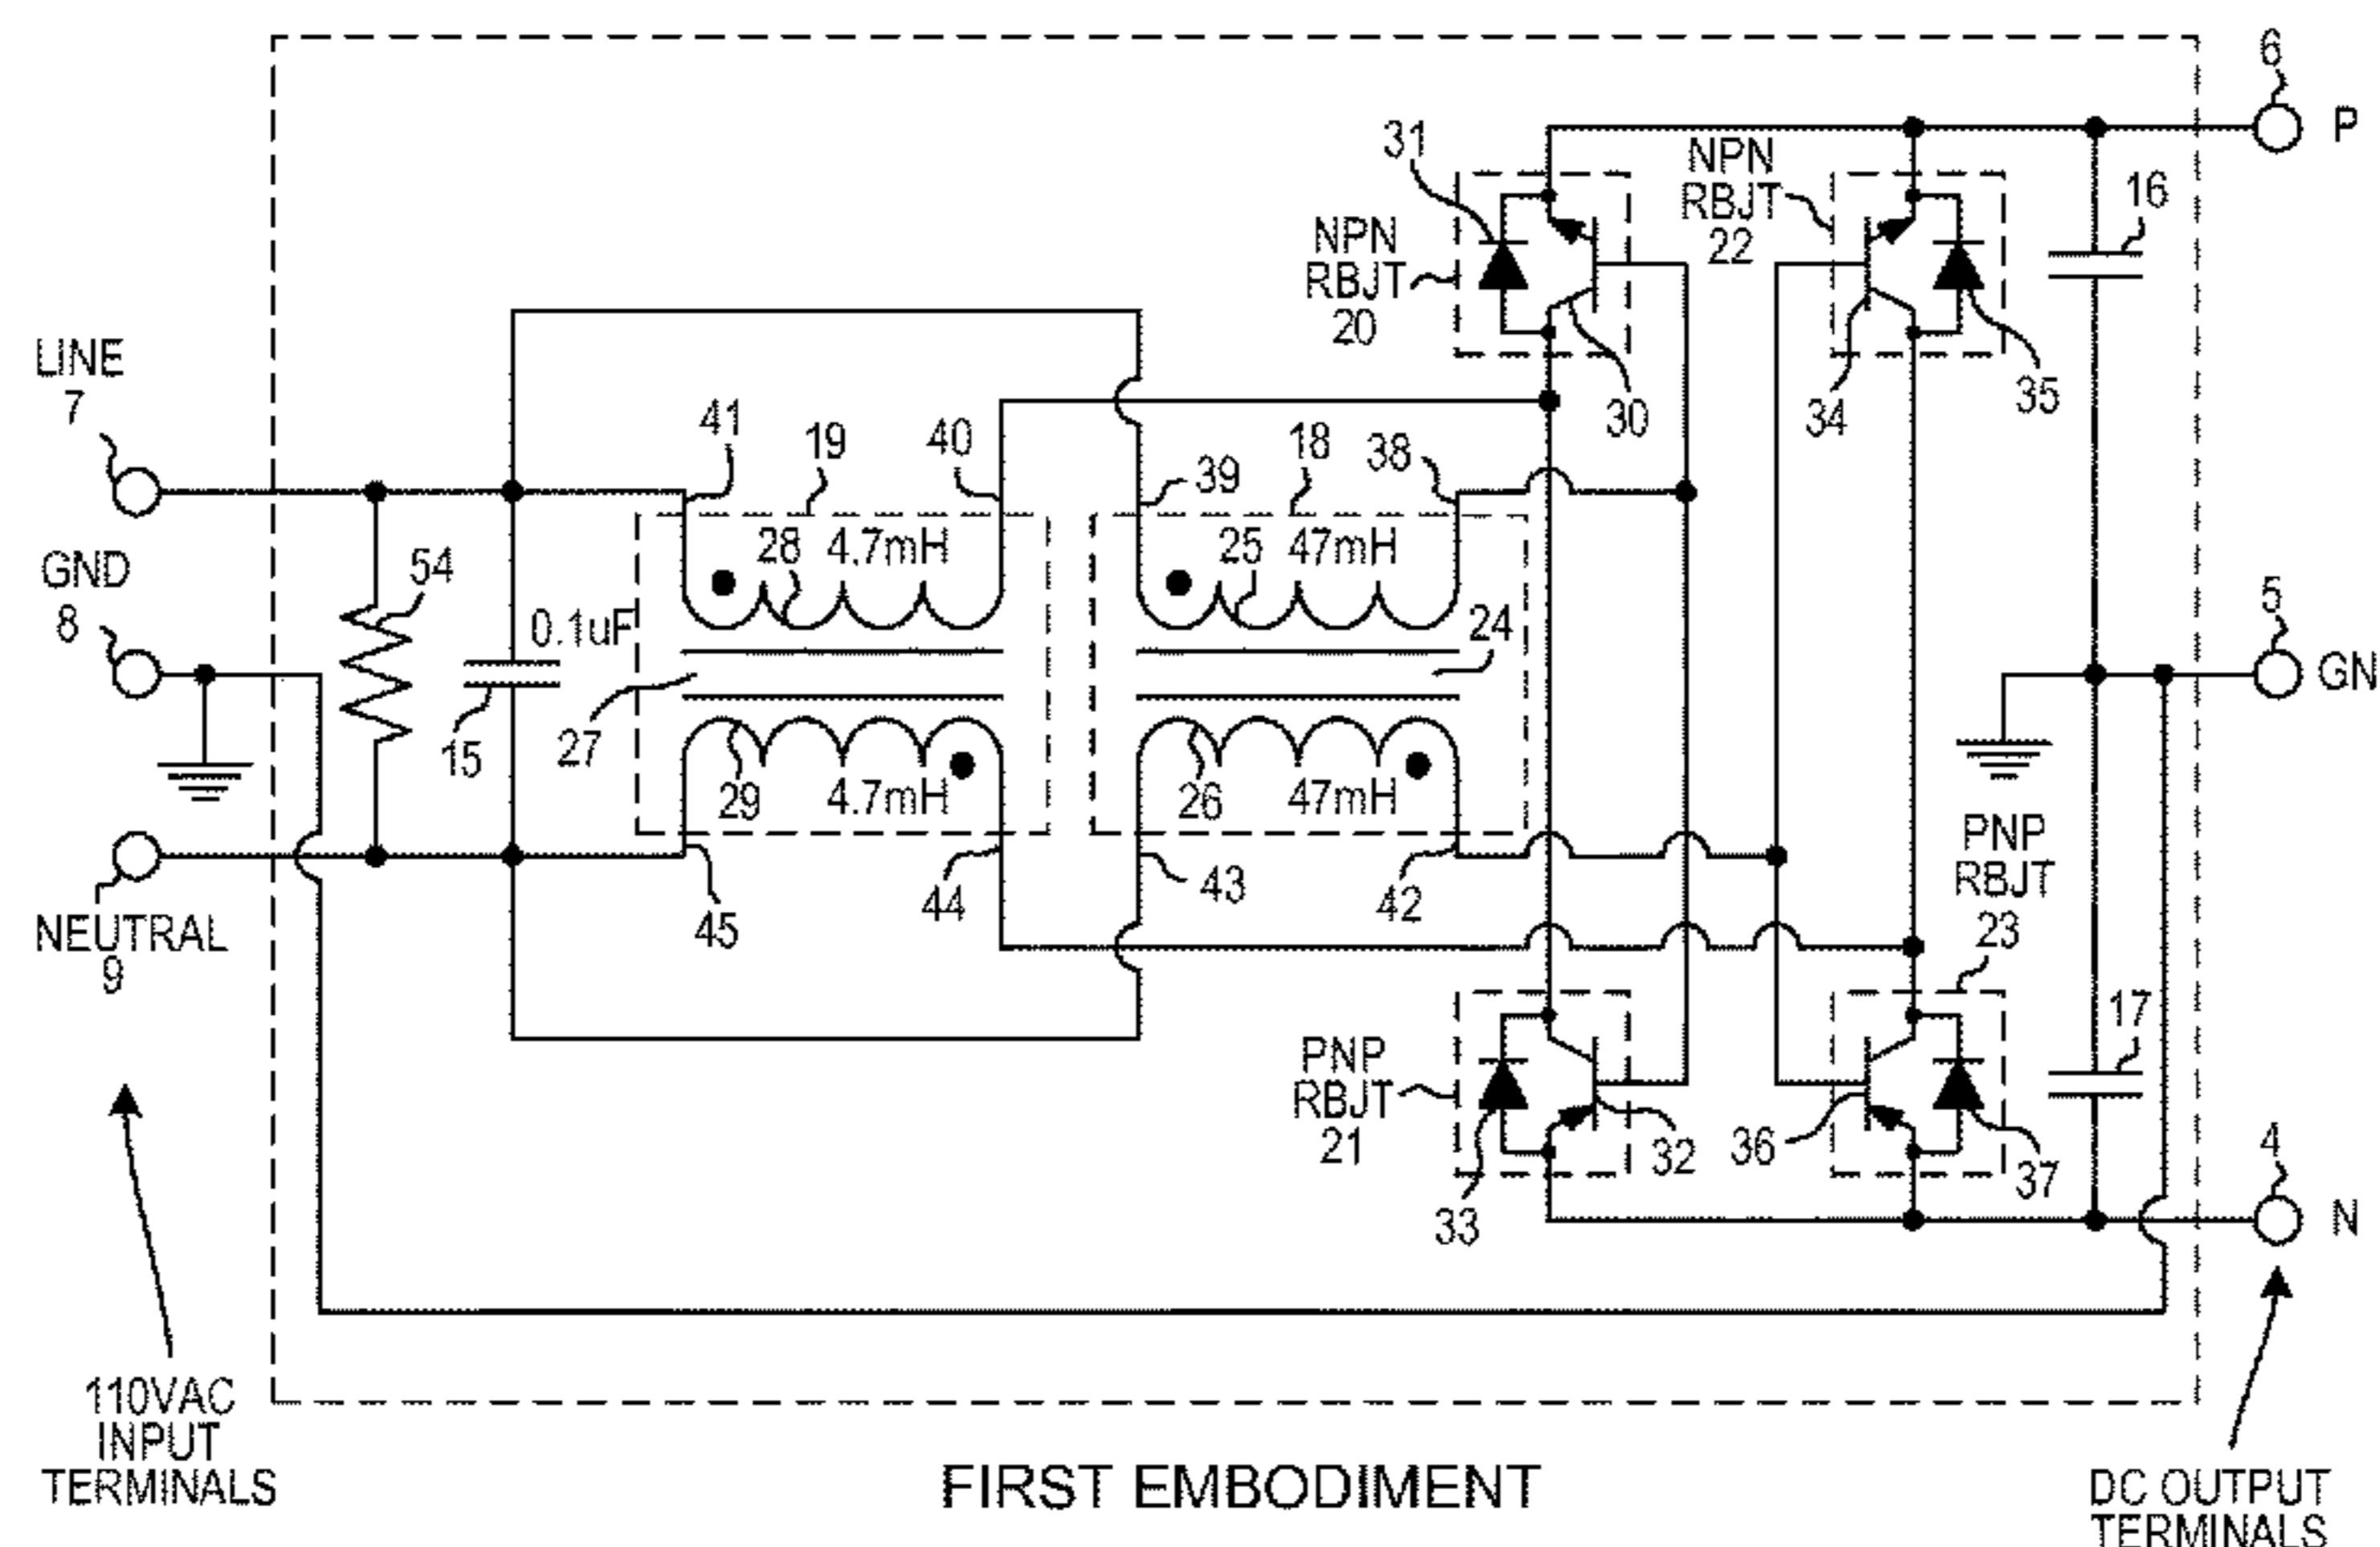 6
P
31
NPN
RBJT
22
16
NPN
RBJT
20
LINE
7
41
19
40
39
18
38
30
34
35
GND
8
54
28
4.7mH
25
47mH
24
5
GN
0.1uF
15
27
29
4.7mH
26
47mH
PNP
RBJT
23
NEUTRAL
9
45
44
43
42
17
PNP
RBJT
21
33
32
36
37
4
N
110VAC
INPUT
TERMINALS
FIRST EMBODIMENT
DC OUTPUT
TERMINALS